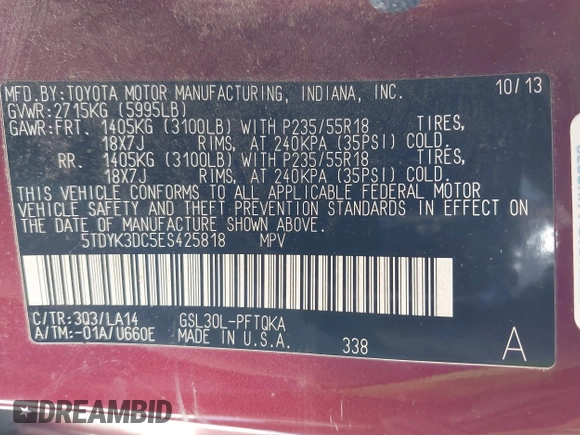 MFD.BY:TOYOTA MOTOR MANUFACTURING, INDIANA, INC. 10/13
GVWR:2715KG (5995LB)
GAWR:FRT. 1405KG (3100LB) WITH P235/55R18 TIRES,
18X7J RIMS, AT 240KPA (35PSI) COLD.
RR. 1405KG (3100LB) WITH P235/55R18 TIRES,
18X7J RIMS, AT 240KPA (35PSI) COLD.
THIS VEHICLE CONFORMS TO ALL APPLICABLE FEDERAL MOTOR
VEHICLE SAFETY AND THEFT PREVENTION STANDARDS IN EFFECT ON
THE DATE OF MANUFACTURE SHOWN ABOVE.
5TDYK3DC5ES425818 MPV
C/TR:3Q3/LA14 GSL30L-PFTQKA
A/TM:-01A/U660E MADE IN U.S.A. 338 A
DREAMBID